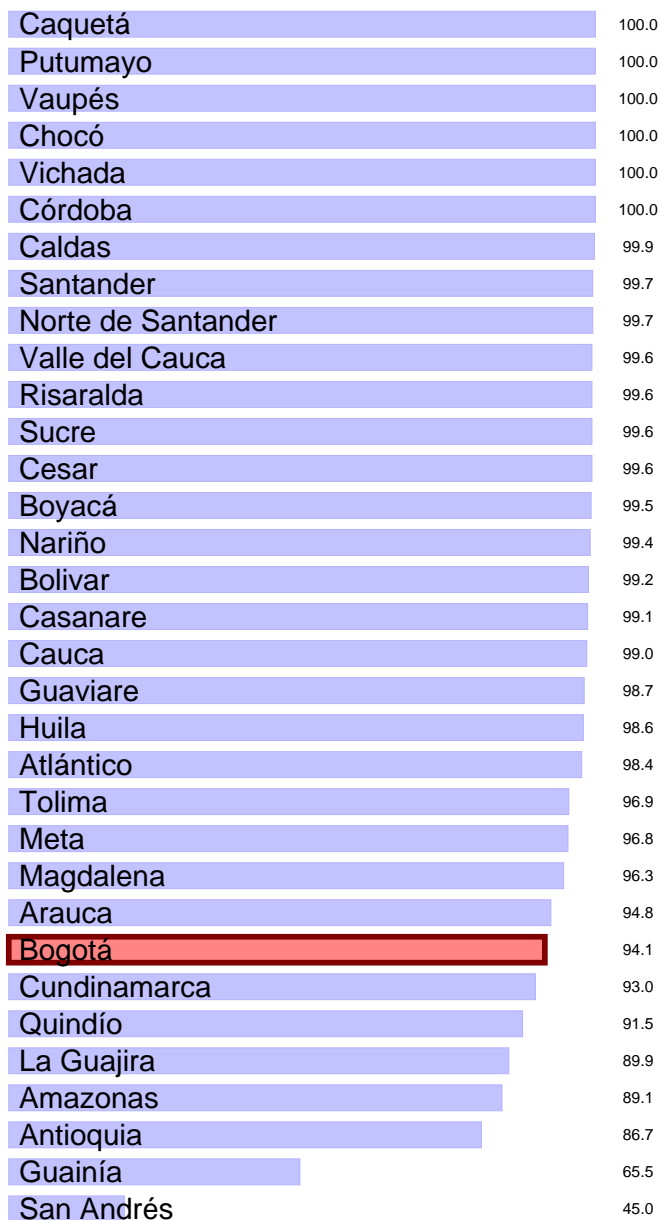 Caquetá 100.0
Putumayo 100.0
Vaupés 100.0
Chocó 100.0
Vichada 100.0
Córdoba 100.0
Caldas 99.9
Santander 99.7
Norte de Santander 99.7
Valle del Cauca 99.6
Risaralda 99.6
Sucre 99.6
Cesar 99.6
Boyacá 99.5
Nariño 99.4
Bolivar 99.2
Casanare 99.1
Cauca 99.0
Guaviare 98.7
Huila 98.6
Atlántico 98.4
Tolima 96.9
Meta 96.8
Magdalena 96.3
Arauca 94.8
Bogotá 94.1
Cundinamarca 93.0
Quindío 91.5
La Guajira 89.9
Amazonas 89.1
Antioquia 86.7
Guainía 65.5
San Andrés 45.0